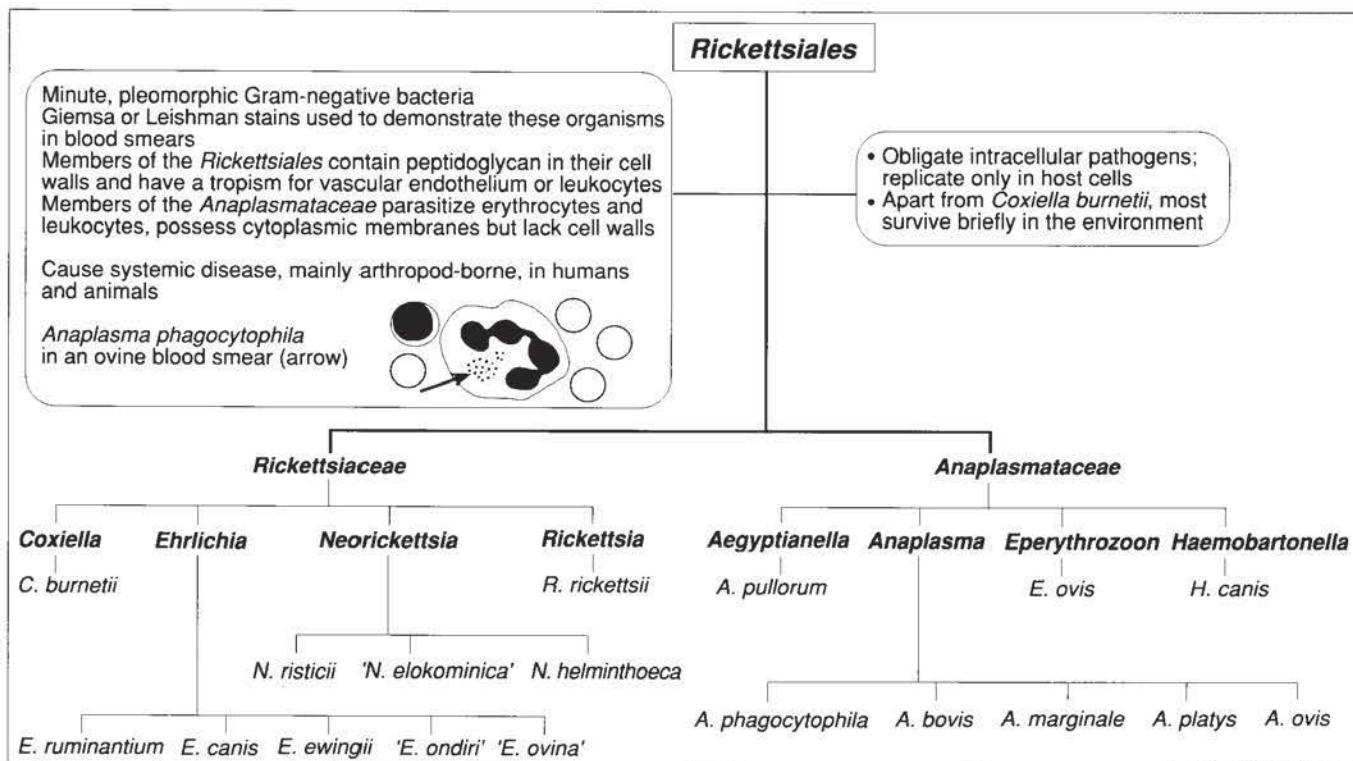 Rickettsiales
Minute, pleomorphic Gram-negative bacteria
Giemsa or Leishman stains used to demonstrate these organisms
in blood smears
Members of the Rickettsiales contain peptidoglycan in their cell
walls and have a tropism for vascular endothelium or leukocytes
Members of the Anaplasmataceae parasitize erythrocytes and
leukocytes, possess cytoplasmic membranes but lack cell walls
Cause systemic disease, mainly arthropod-borne, in humans
and animals
Anaplasma phagocytophila
in an ovine blood smear (arrow)
• Obligate intracellular pathogens;
replicate only in host cells
• Apart from Coxiella burnetii, most
survive briefly in the environment
Rickettsiaceae Anaplasmataceae
Coxiella Ehrlichia Neorickettsia Rickettsia Aegyptianella Anaplasma Eperythrozoon Haemobartonella
C. burnetii R. rickettsii A. pullorum E. ovis H. canis
N. risticii 'N. elokominica' N. helminthoeca
A. phagocytophila A. bovis A. marginale A. platys A. ovis
E. ruminantium E. canis E. ewingii 'E. ondiri' 'E. ovina'